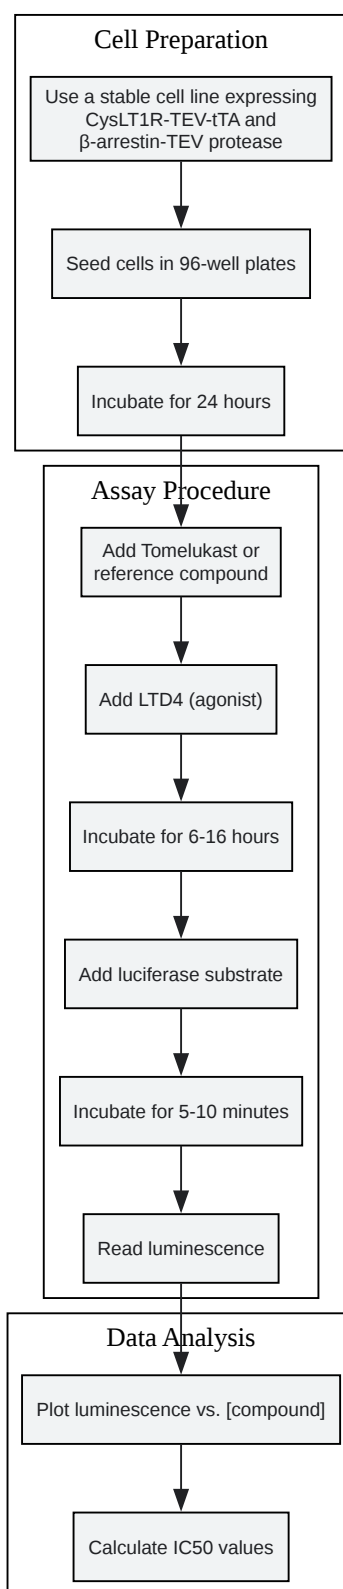 Cell Preparation
Use a stable cell line expressing
CysLT1R-TEV-tTA and
β-arrestin-TEV protease
Seed cells in 96-well plates
Incubate for 24 hours
Assay Procedure
Add Tomelukast or
reference compound
Add LTD4 (agonist)
Incubate for 6-16 hours
Add luciferase substrate
Incubate for 5-10 minutes
Read luminescence
Data Analysis
Plot luminescence vs. [compound]
Calculate IC50 values